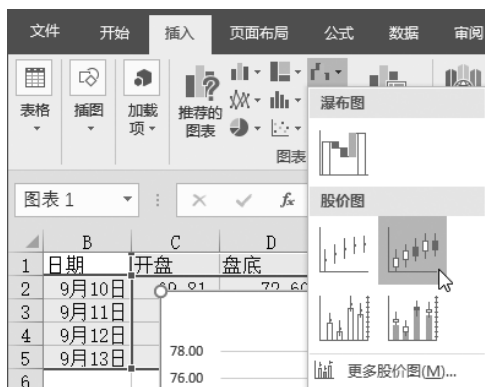 文件 开始 插入 页面布局 公式 数据 审阅
表格 插图 加载项 推荐的图表
图表
瀑布图
股价图
更多股价图(M)...
图表 1 fx
B C D
1 日期 开盘 盘底
2 9月10日
3 9月11日
4 9月12日
5 9月13日
6
78.00
76.00